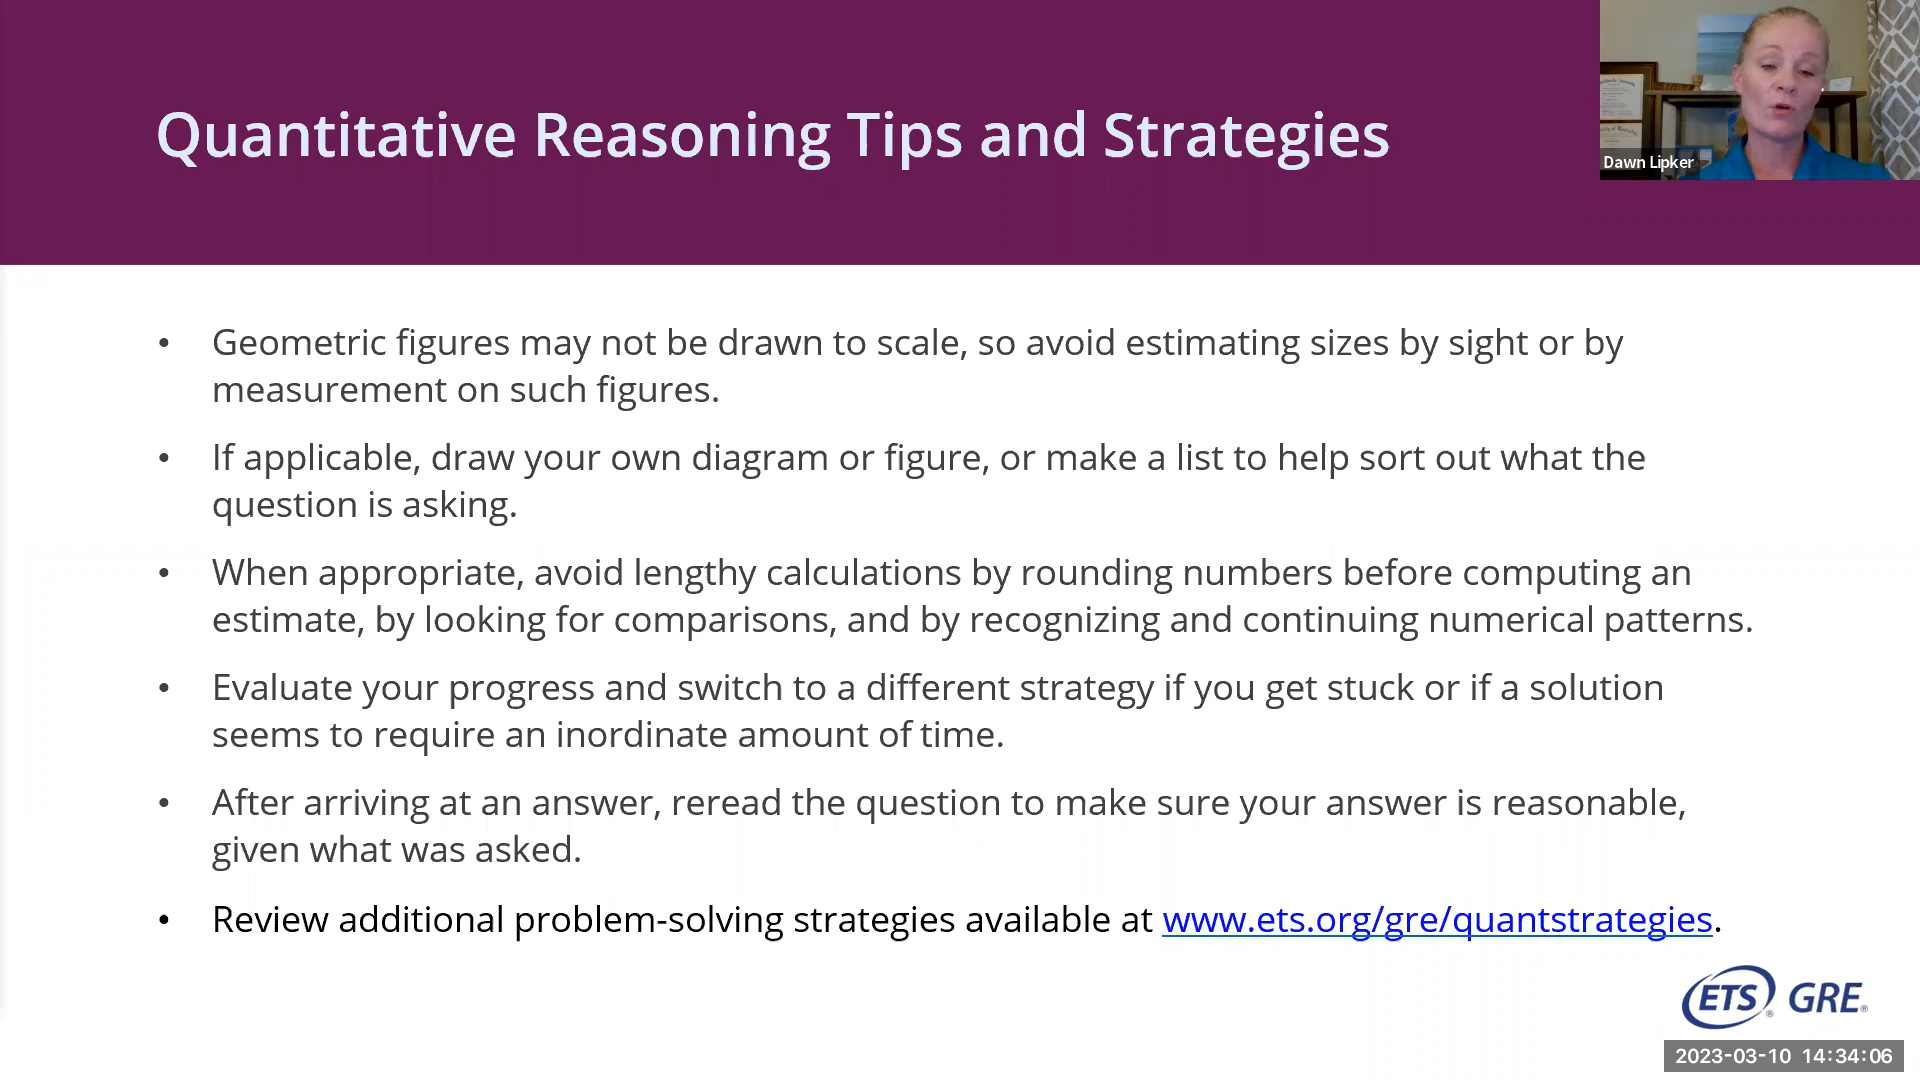 Quantitative Reasoning Tips and Strategies
Dawn Lipker
• Geometric figures may not be drawn to scale, so avoid estimating sizes by sight or by
measurement on such figures.
• If applicable, draw your own diagram or figure, or make a list to help sort out what the
question is asking.
• When appropriate, avoid lengthy calculations by rounding numbers before computing an
estimate, by looking for comparisons, and by recognizing and continuing numerical patterns.
• Evaluate your progress and switch to a different strategy if you get stuck or if a solution
seems to require an inordinate amount of time.
• After arriving at an answer, reread the question to make sure your answer is reasonable,
given what was asked.
• Review additional problem-solving strategies available at www.ets.org/gre/quantstrategies.
ETS® GRE®
2023-03-10 14:34:06